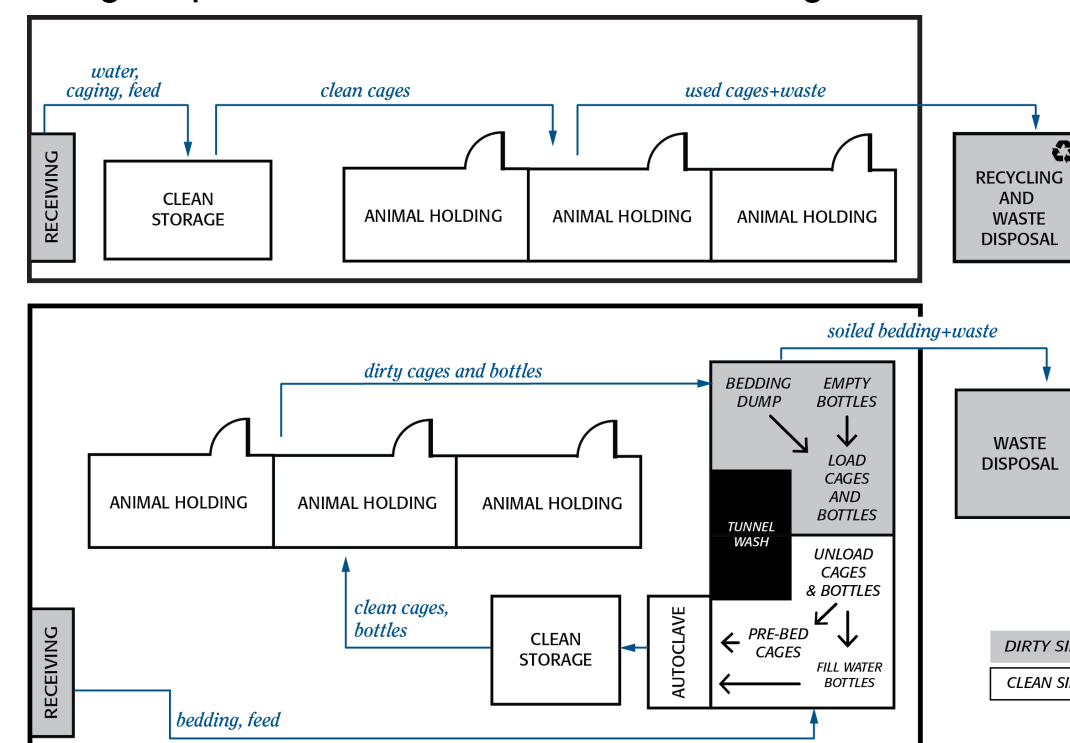 water,
caging, feed
clean cages
used cages+waste
RECEIVING
CLEAN
STORAGE
ANIMAL HOLDING
ANIMAL HOLDING
ANIMAL HOLDING
RECYCLING
AND
WASTE
DISPOSAL
soiled bedding+waste
dirty cages and bottles
BEDDING
DUMP
EMPTY
BOTTLES
LOAD
CAGES
AND
BOTTLES
WASTE
DISPOSAL
ANIMAL HOLDING
ANIMAL HOLDING
ANIMAL HOLDING
TUNNEL
WASH
UNLOAD
CAGES
& BOTTLES
clean cages,
bottles
CLEAN
STORAGE
AUTOCLAVE
PRE-BED
CAGES
FILL WATER
BOTTLES
RECEIVING
bedding, feed
DIRTY
CLEAN